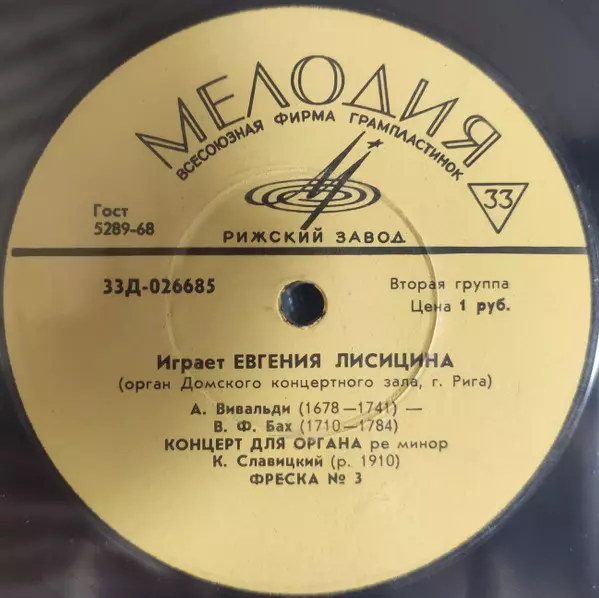 МЕЛОДИЯ
ВСЕСОЮЗНАЯ ФИРМА ГРАМПЛАСТИНОК
33
Гост
5289-68
РИЖСКИЙ ЗАВОД
33Д-026685
Вторая группа
Цена 1 руб.
Играет ЕВГЕНИЯ ЛИСИЦИНА
(орган Домского концертного зала, г. Рига)
А. Вивальди (1678—1741) —
В. Ф. Бах (1710—1784)
КОНЦЕРТ ДЛЯ ОРГАНА ре минор
К. Славицкий (р. 1910)
ФРЕСКА № 3